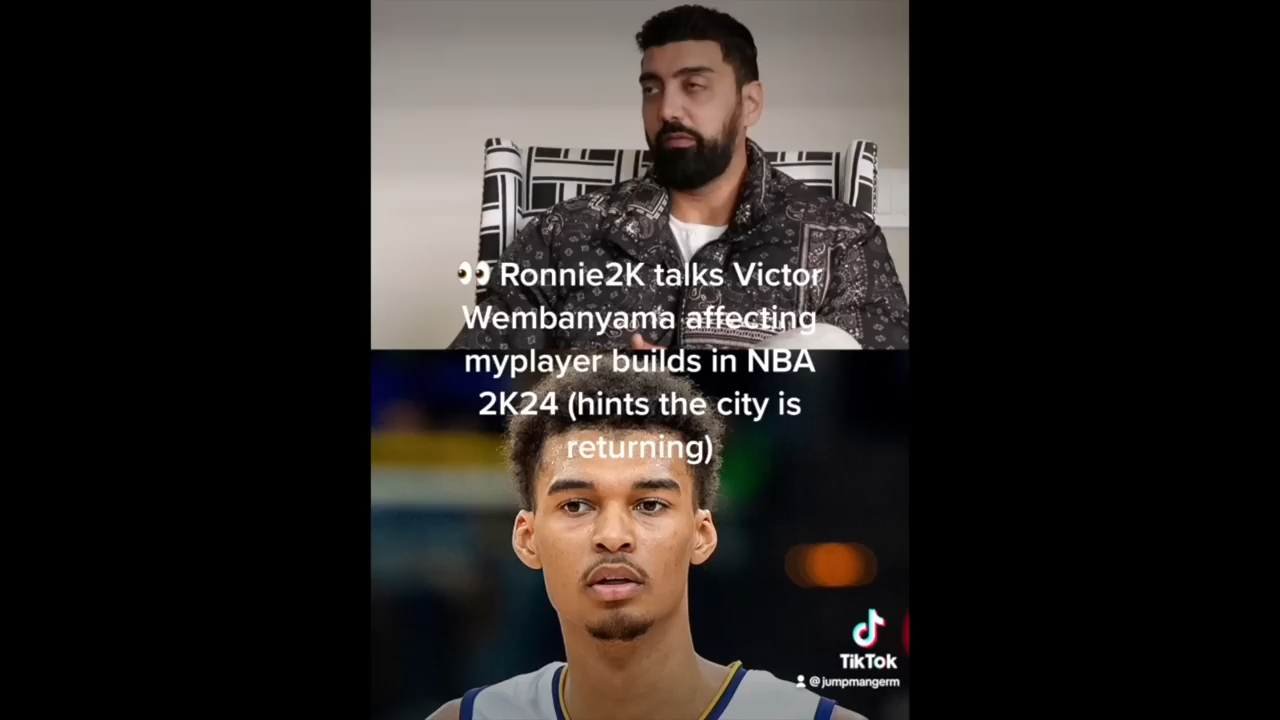 👀 Ronnie2K talks Victor
Wembanyama affecting
myplayer builds in NBA
2K24 (hints the city is
returning)
TikTok
@jumpmangerm